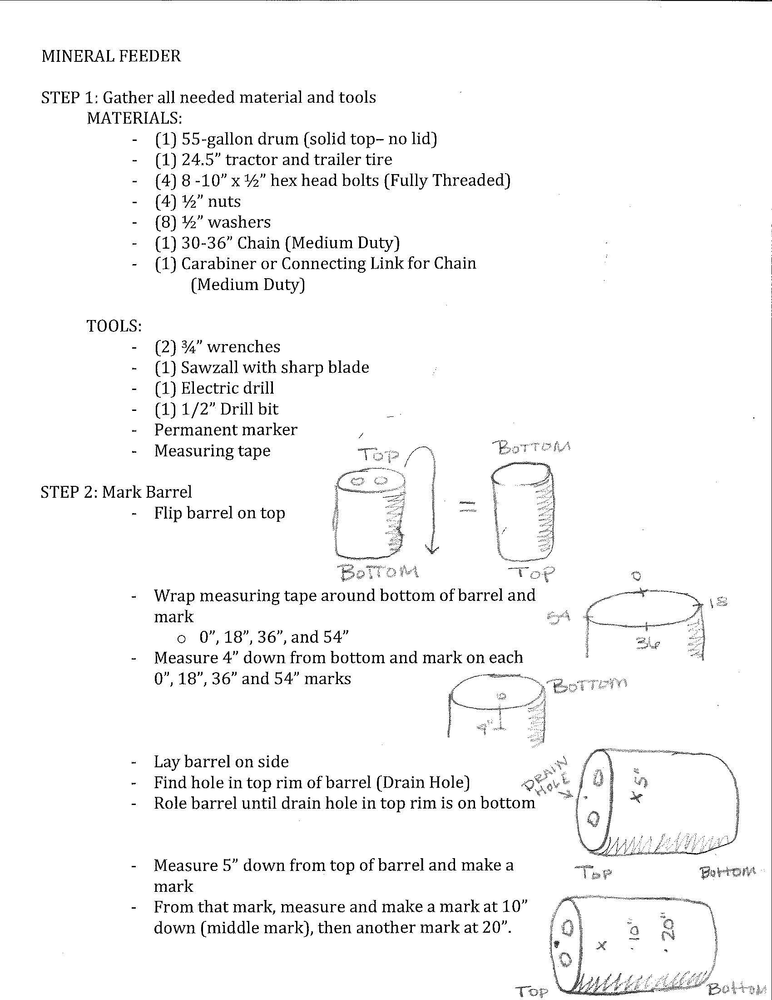 MINERAL FEEDER
STEP 1: Gather all needed material and tools
MATERIALS:
- (1) 55-gallon drum (solid top– no lid)
- (1) 24.5” tractor and trailer tire
- (4) 8 -10” x ½” hex head bolts (Fully Threaded)
- (4) ½” nuts
- (8) ½” washers
- (1) 30-36” Chain (Medium Duty)
- (1) Carabiner or Connecting Link for Chain
(Medium Duty)
TOOLS:
- (2) ¾” wrenches
- (1) Sawzall with sharp blade
- (1) Electric drill
- (1) 1/2” Drill bit
- Permanent marker
- Measuring tape
TOP
BOTTOM
STEP 2: Mark Barrel
- Flip barrel on top
=
BOTTOM
TOP
- Wrap measuring tape around bottom of barrel and
mark
o 0”, 18”, 36”, and 54”
0
18
54
36
- Measure 4” down from bottom and mark on each
0”, 18”, 36” and 54” marks
BOTTOM
0
4"
- Lay barrel on side
- Find hole in top rim of barrel (Drain Hole)
- Role barrel until drain hole in top rim is on bottom
DRAIN
HOLE
x 5"
- Measure 5” down from top of barrel and make a
mark
Top
Bottom
- From that mark, measure and make a mark at 10”
down (middle mark), then another mark at 20”.
x
10"
20"
Top
Bottom